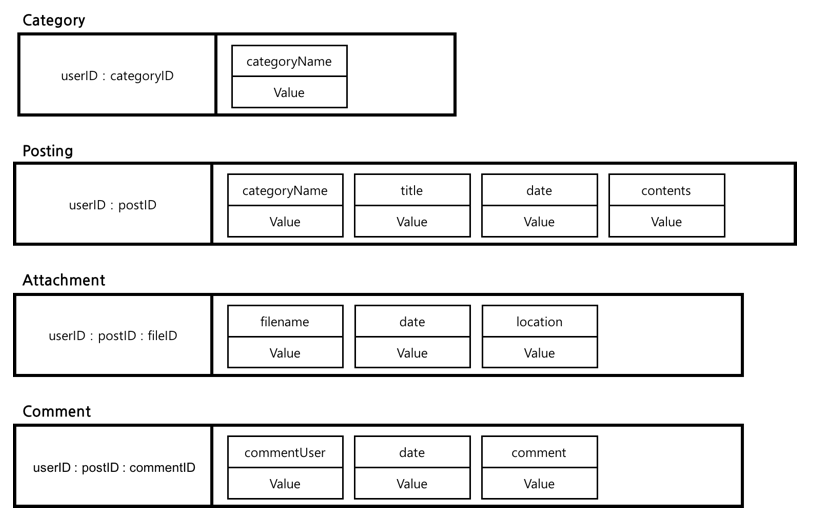 Category
userID : categoryID
categoryName
Value
Posting
userID : postID
categoryName title date contents
Value Value Value Value
Attachment
userID : postID : fileID
filename date location
Value Value Value
Comment
userID : postID : commentID
commentUser date comment
Value Value Value